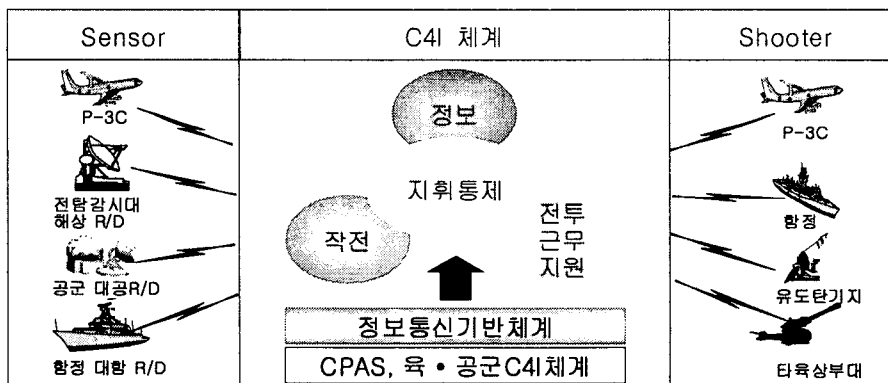 Sensor
C4I 체계
Shooter
P-3C
전탐감시대
해상 R/D
공군 대공R/D
함정 대함 R/D
정보
지휘통제
작전
전투
근무
지원
정보통신기반체계
CPAS, 육 • 공군C4I체계
P-3C
함정
유도탄기지
타육상부대